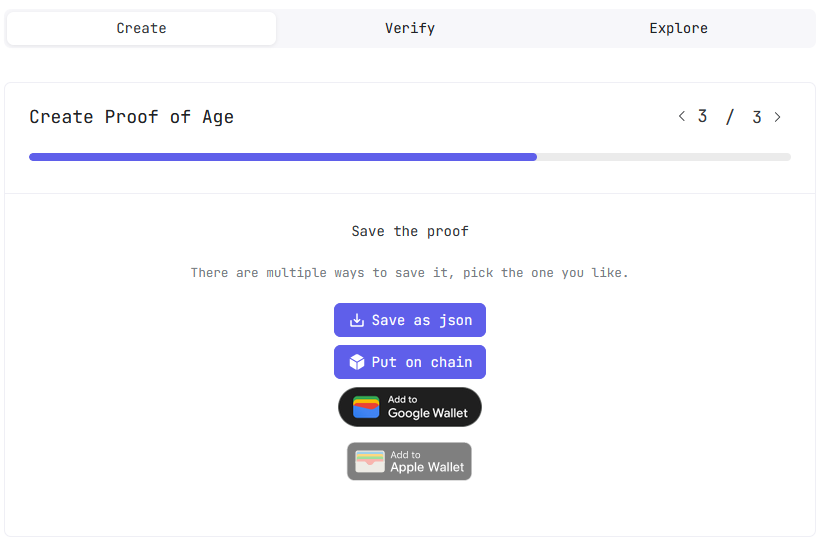 Create Verify Explore
Create Proof of Age < 3 / 3 >
Save the proof
There are multiple ways to save it, pick the one you like.
Save as json
Put on chain
Add to
Google Wallet
Add to
Apple Wallet